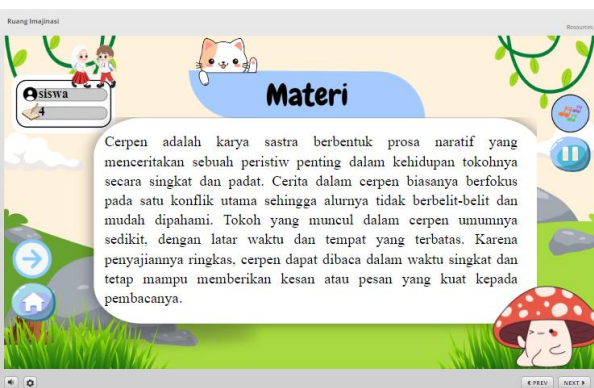 Ruang Imajinasi
Resources
siswa
4
Materi
Cerpen adalah karya sastra berbentuk prosa naratif yang
menceritakan sebuah peristiw penting dalam kehidupan tokohnya
secara singkat dan padat. Cerita dalam cerpen biasanya berfokus
pada satu konflik utama sehingga alurnya tidak berbelit-belit dan
mudah dipahami. Tokoh yang muncul dalam cerpen umumnya
sedikit, dengan latar waktu dan tempat yang terbatas. Karena
penyajiannya ringkas, cerpen dapat dibaca dalam waktu singkat dan
tetap mampu memberikan kesan atau pesan yang kuat kepada
pembacanya.
PREV
NEXT